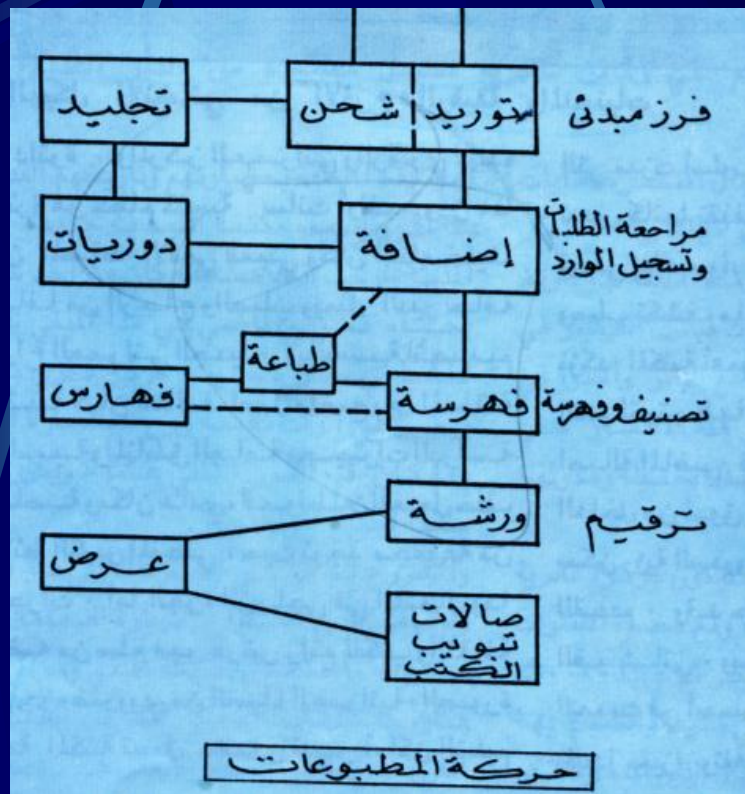 فرز مبدئى
توريد
شحن
تجليد
مراجعة الطلبات
وتسجيل الوارد
إضافة
دوريات
طباعة
تصنيف وفهرسة
فهرسة
فهارس
ترقيم
ورشة
عرض
صالات
تبويب
الكتب
حركة المطبوعات